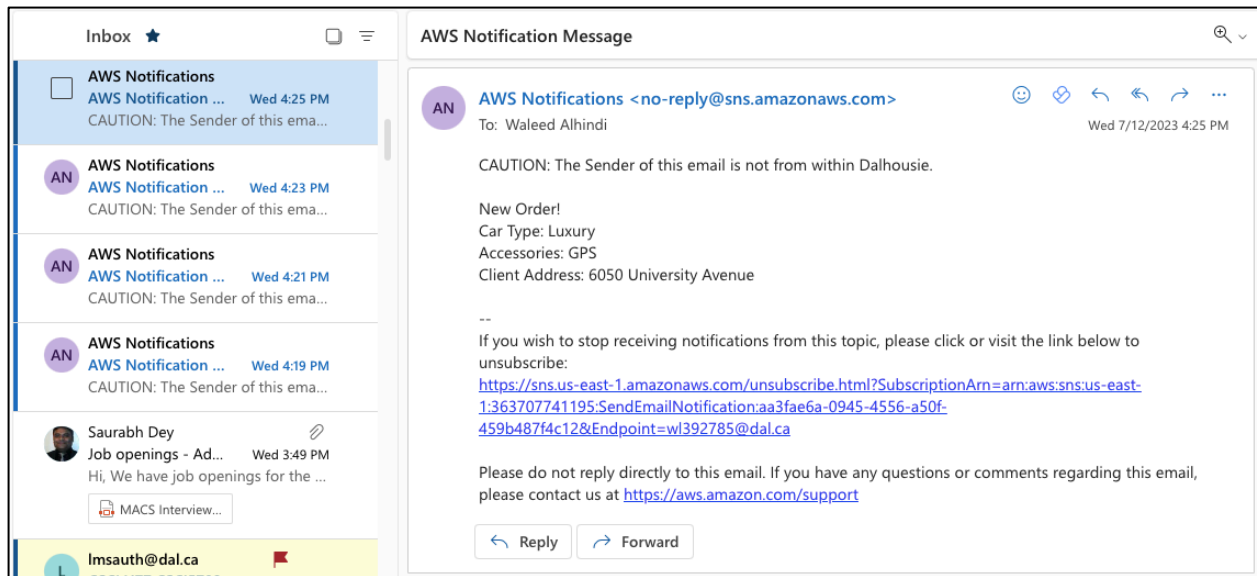 Inbox
AWS Notifications
AWS Notification ... Wed 4:25 PM
CAUTION: The Sender of this ema...
AN
AWS Notifications
AWS Notification ... Wed 4:23 PM
CAUTION: The Sender of this ema...
AN
AWS Notifications
AWS Notification ... Wed 4:21 PM
CAUTION: The Sender of this ema...
AN
AWS Notifications
AWS Notification ... Wed 4:19 PM
CAUTION: The Sender of this ema...
Saurabh Dey
Job openings - Ad... Wed 3:49 PM
Hi, We have job openings for the ...
MACS Interview...
L
lmsauth@dal.ca
AWS Notification Message
AN
AWS Notifications <no-reply@sns.amazonaws.com>
To: Waleed Alhindi
Wed 7/12/2023 4:25 PM
CAUTION: The Sender of this email is not from within Dalhousie.
New Order!
Car Type: Luxury
Accessories: GPS
Client Address: 6050 University Avenue
--
If you wish to stop receiving notifications from this topic, please click or visit the link below to
unsubscribe:
https://sns.us-east-1.amazonaws.com/unsubscribe.html?SubscriptionArn=arn:aws:sns:us-east-
1:363707741195:SendEmailNotification:aa3fae6a-0945-4556-a50f-
459b487f4c12&Endpoint=wl392785@dal.ca
Please do not reply directly to this email. If you have any questions or comments regarding this email,
please contact us at https://aws.amazon.com/support
Reply
Forward